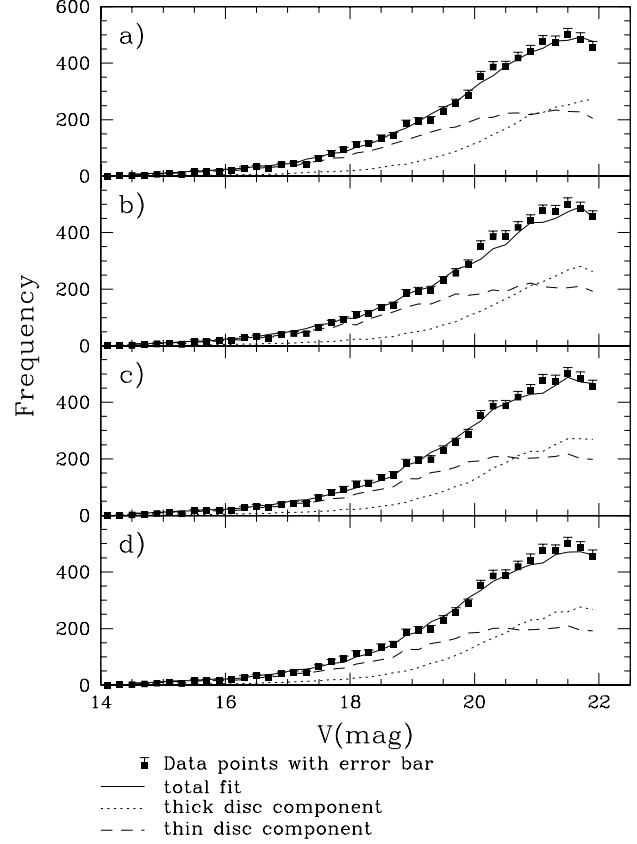 600
a)
400
200
0
b)
400
200
0
Frequency
c)
400
200
0
d)
400
200
0
14 16 18 20 22
V(mag)
Data points with error bar
total fit
thick disc component
thin disc component